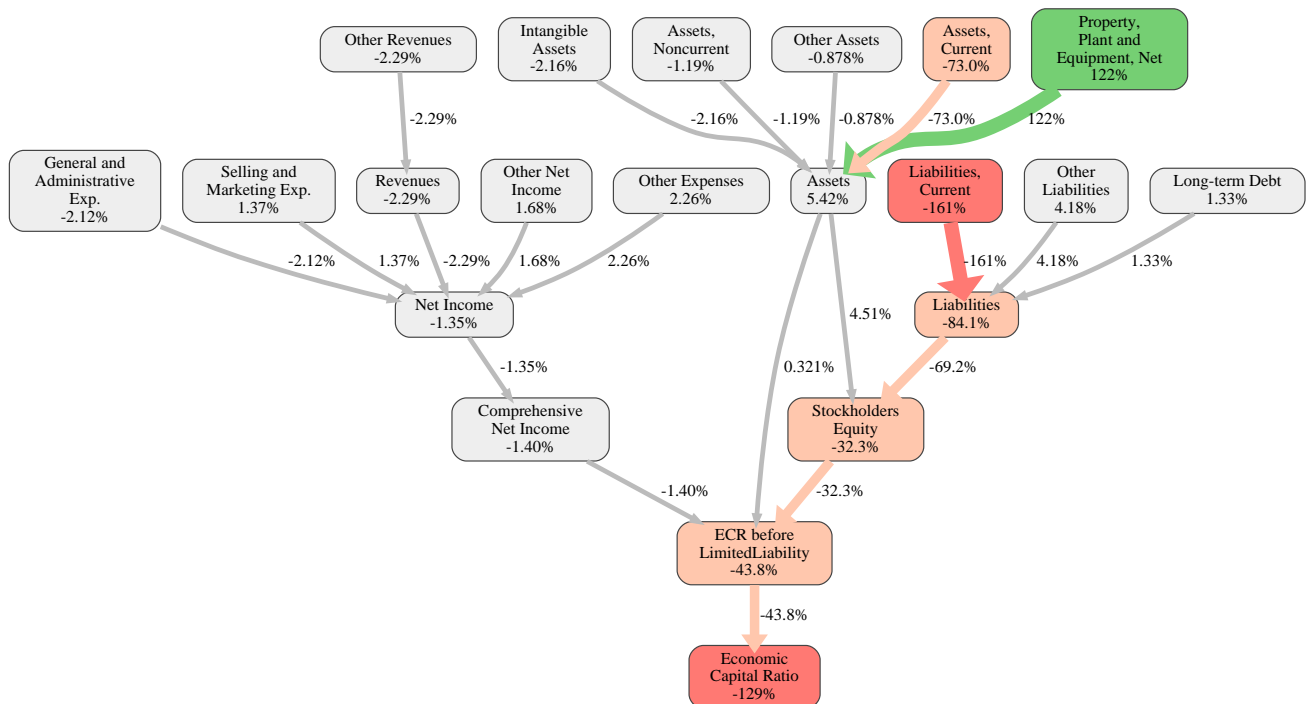 Other Revenues
-2.29%
Intangible
Assets
-2.16%
Assets,
Noncurrent
-1.19%
Other Assets
-0.878%
Assets,
Current
-73.0%
Property,
Plant and
Equipment, Net
122%
-2.29%
-2.16%
-1.19%
-0.878%
-73.0%
122%
General and
Administrative
Exp.
-2.12%
Selling and
Marketing Exp.
1.37%
Revenues
-2.29%
Other Net
Income
1.68%
Other Expenses
2.26%
Assets
5.42%
Liabilities,
Current
-161%
Other
Liabilities
4.18%
Long-term Debt
1.33%
-2.12%
1.37%
-2.29%
1.68%
2.26%
-161%
4.18%
1.33%
Net Income
-1.35%
4.51%
Liabilities
-84.1%
-1.35%
0.321%
-69.2%
Comprehensive
Net Income
-1.40%
Stockholders
Equity
-32.3%
-1.40%
-32.3%
ECR before
LimitedLiability
-43.8%
-43.8%
Economic
Capital Ratio
-129%